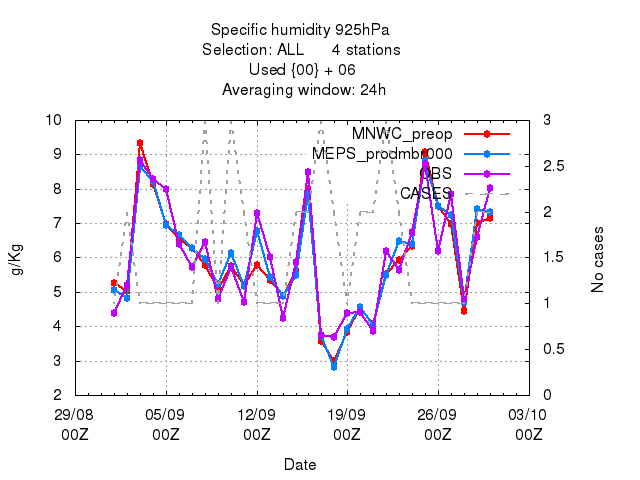 Specific humidity 925hPa
Selection: ALL 4 stations
Used {00} + 06
Averaging window: 24h
MNWC_preop
MEPS_prodmbr000
OBS
CASES
g/Kg
10
9
8
7
6
5
4
3
2
No cases
3
2.5
2
1.5
1
0.5
0
29/08 05/09 12/09 19/09 26/09 03/10
00Z 00Z 00Z 00Z 00Z 00Z
Date